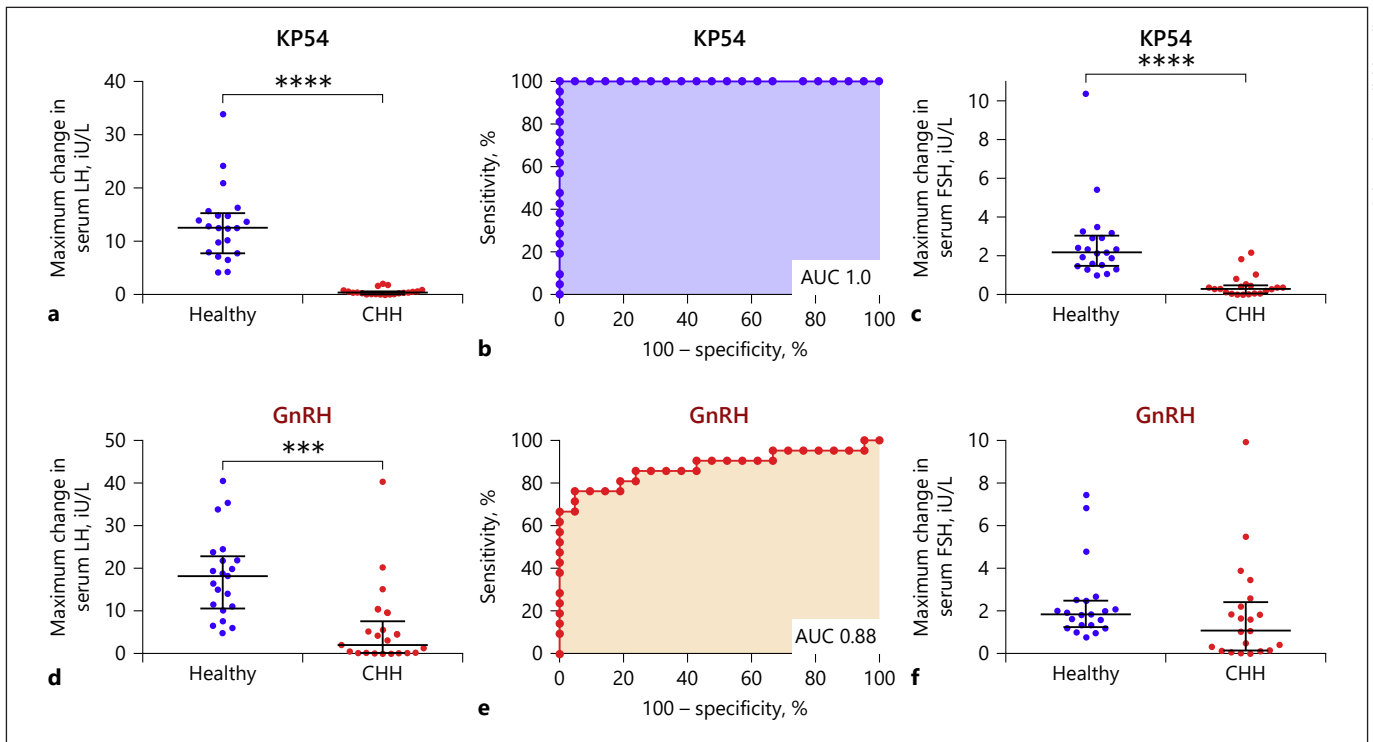 KP54
40
30
20
10
0
Maximum change in
serum LH, iU/L
****
Healthy
CHH
a
KP54
100
80
60
40
20
0
Sensitivity, %
AUC 1.0
0
20
40
60
80
100
100 – specificity, %
b
KP54
****
10
8
6
4
2
0
Maximum change in
serum FSH, iU/L
Healthy
CHH
c
GnRH
50
40
30
20
10
0
Maximum change in
serum LH, iU/L
***
Healthy
CHH
d
GnRH
100
80
60
40
20
0
Sensitivity, %
AUC 0.88
0
20
40
60
80
100
100 – specificity, %
e
GnRH
10
8
6
4
2
0
Maximum change in
serum FSH, iU/L
Healthy
CHH
f